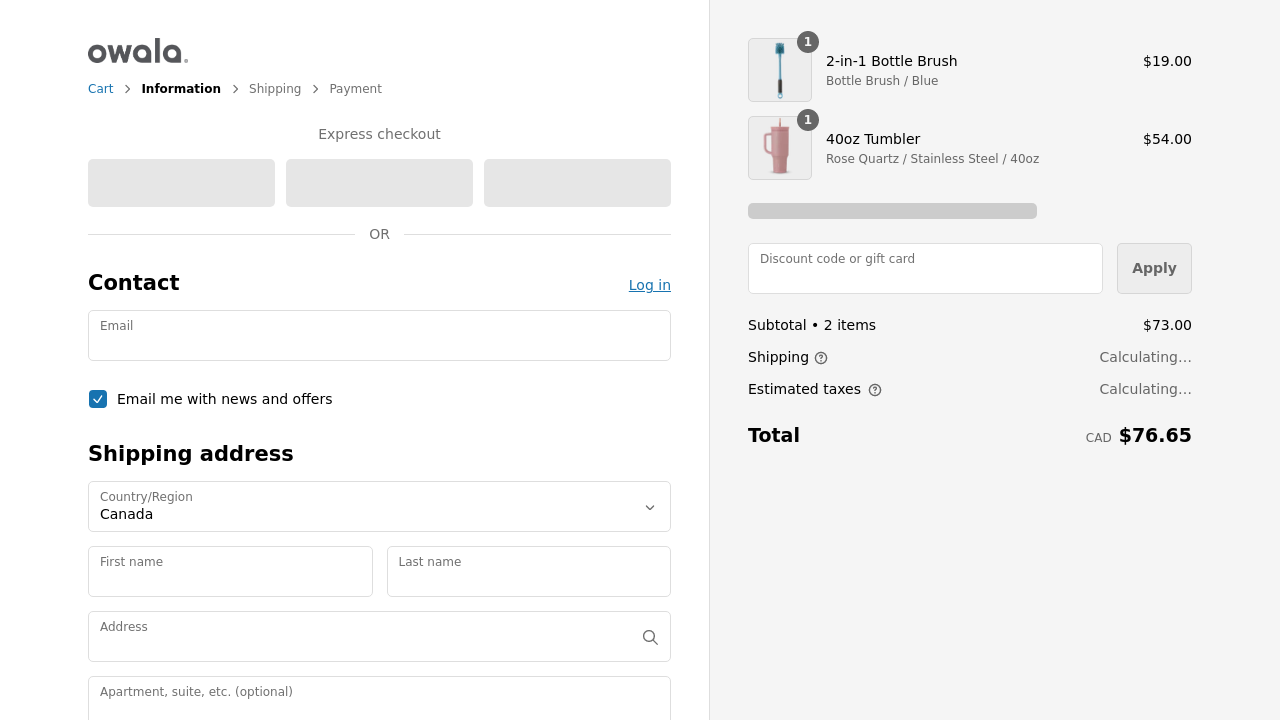 owala.
Cart
Information
Shipping
Payment
Express checkout
OR
Contact
Log in
Email
Email me with news and offers
Shipping address
Country/Region
Canada
First name
Last name
Address
Apartment, suite, etc. (optional)
1
2-in-1 Bottle Brush
$19.00
Bottle Brush / Blue
1
40oz Tumbler
$54.00
Rose Quartz / Stainless Steel / 40oz
Discount code or gift card
Apply
Subtotal • 2 items
$73.00
Shipping
Calculating…
Estimated taxes
Calculating…
Total
CAD $76.65